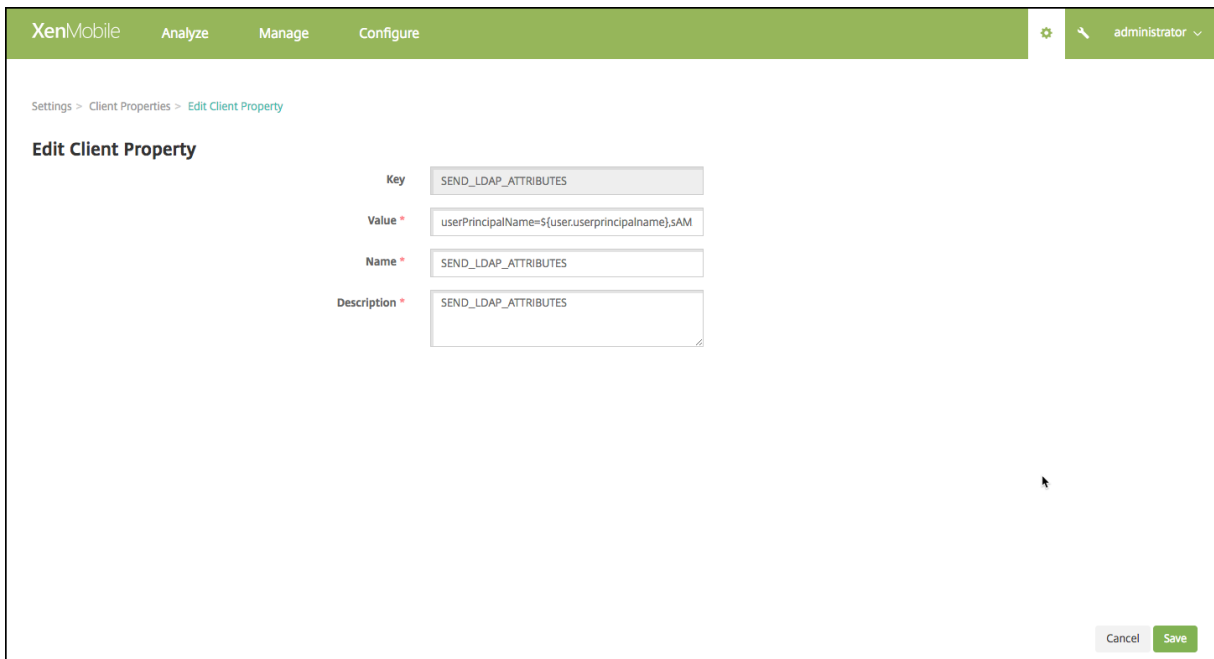 XenMobile Analyze Manage Configure administrator
Settings > Client Properties > Edit Client Property
Edit Client Property
Key SEND_LDAP_ATTRIBUTES
Value * userPrincipalName=${user.userprincipalname},sAM
Name * SEND_LDAP_ATTRIBUTES
Description * SEND_LDAP_ATTRIBUTES
Cancel Save